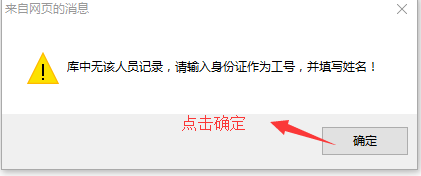 来自网页的消息
库中无该人员记录，请输入身份证作为工号，并填写姓名！
点击确定
确定